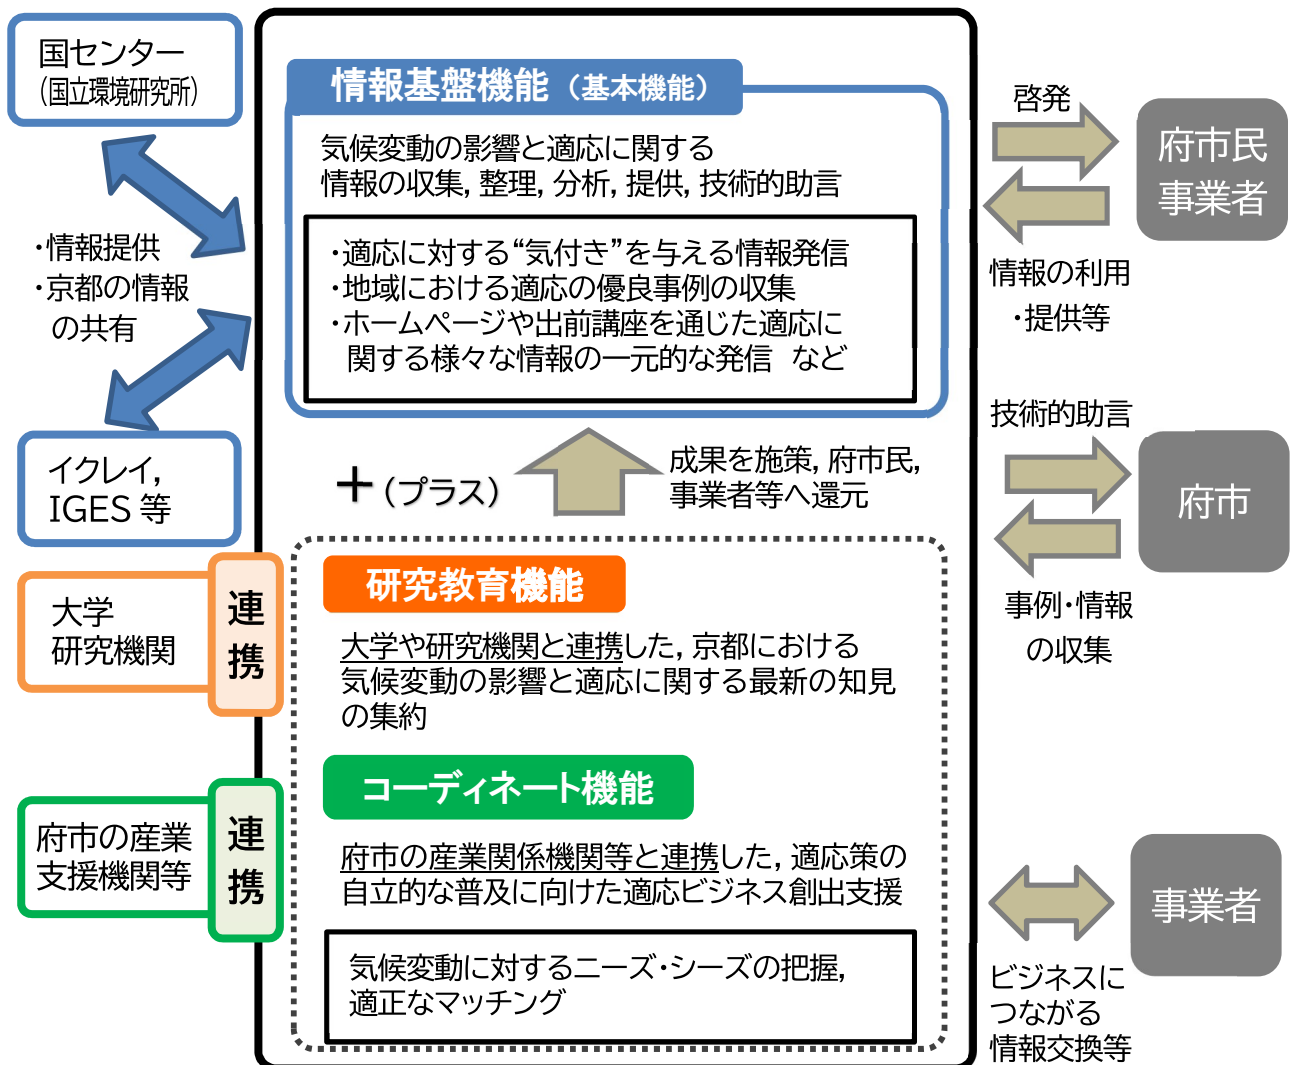 国センター
（国立環境研究所）
・情報提供
・京都の情報
の共有
イクレイ，
IGES 等
大学
研究機関
連
携
府市の産業
支援機関等
連
携
情報基盤機能（基本機能）
気候変動の影響と適応に関する
情報の収集，整理，分析，提供，技術的助言
・適応に対する“気付き”を与える情報発信
・地域における適応の優良事例の収集
・ホームページや出前講座を通じた適応に
関する様々な情報の一元的な発信　など
＋（プラス）
成果を施策，府市民，
事業者等へ還元
研究教育機能
大学や研究機関と連携した，京都における
気候変動の影響と適応に関する最新の知見
の集約
コーディネート機能
府市の産業関係機関等と連携した，適応策の
自立的な普及に向けた適応ビジネス創出支援
気候変動に対するニーズ・シーズの把握，
適正なマッチング
啓発
府市民
事業者
情報の利用
・提供等
技術的助言
府市
事例・情報
の収集
事業者
ビジネスに
つながる
情報交換等